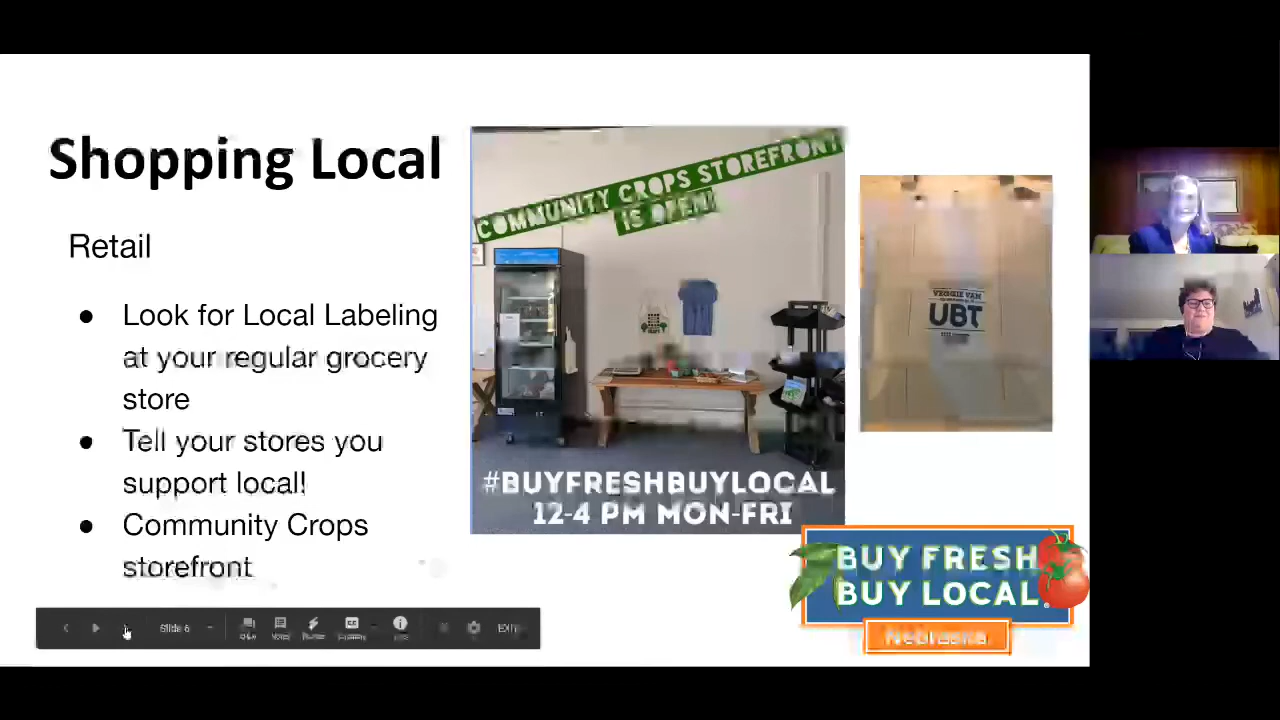 Shopping Local
Retail
● Look for Local Labeling
at your regular grocery
store
● Tell your stores you
support local!
● Community Crops
storefront
COMMUNITY CROPS STOREFRONT
IS OPEN!
#BUYFRESHBUYLOCAL
12-4 PM MON-FRI
VEGGIE VAN
UBT
BUY FRESH
BUY LOCAL.
Nebraska
Slide 6